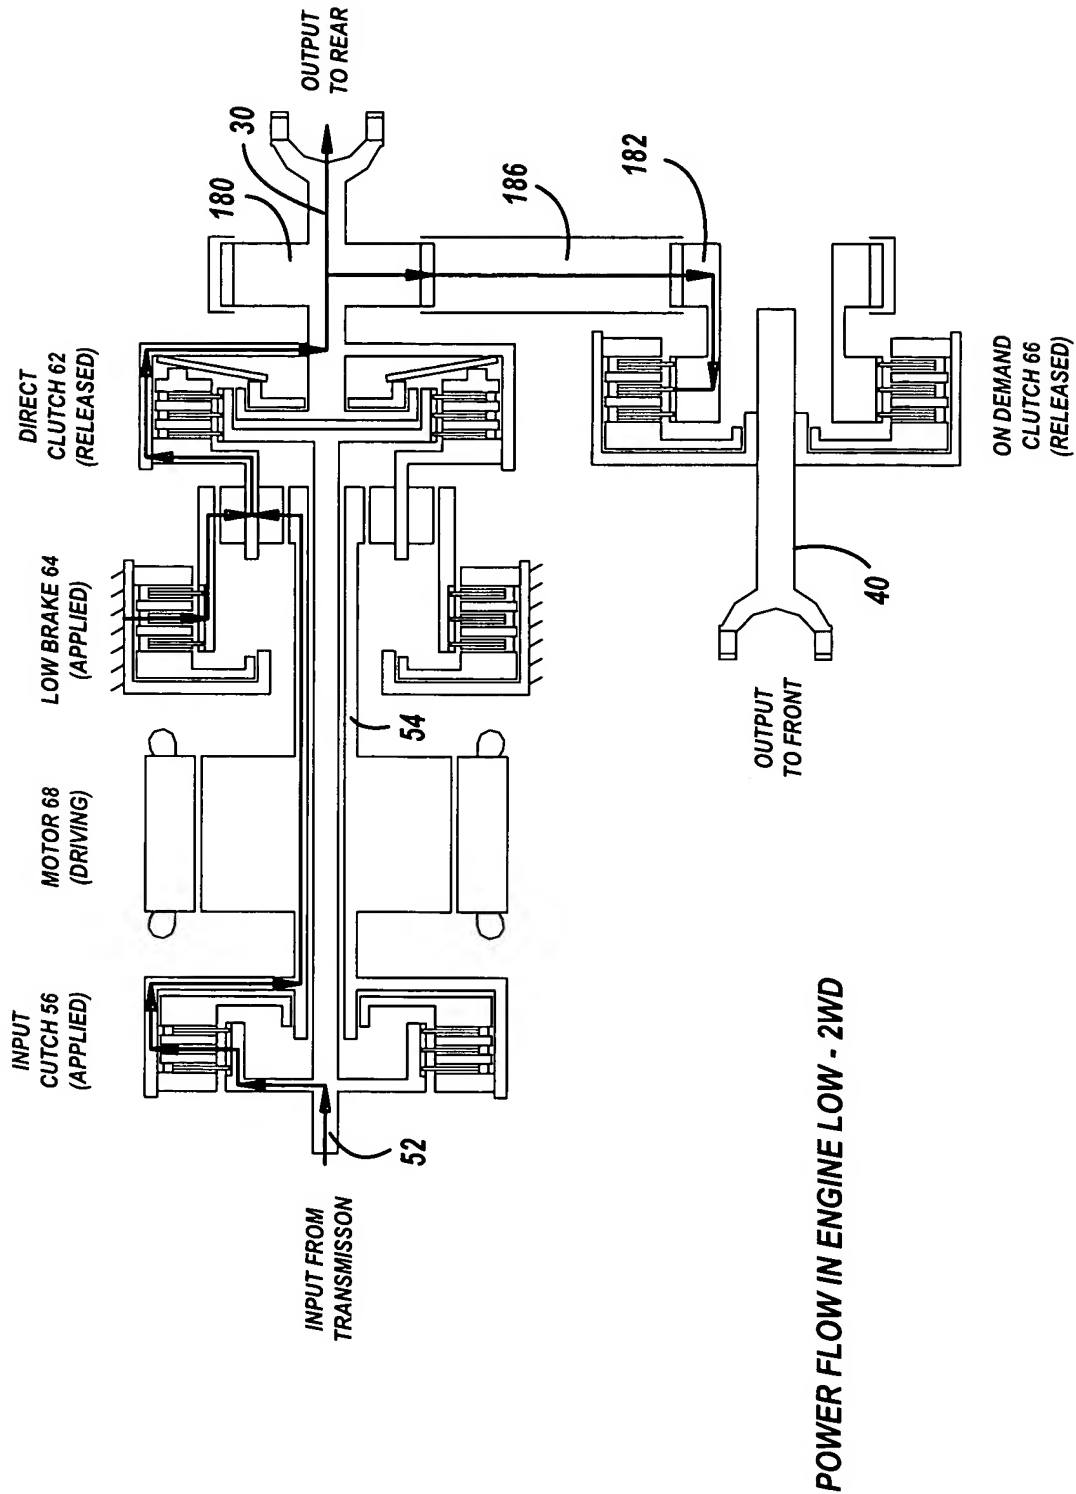 INPUT
CUTCH 56
(APPLIED)
MOTOR 68
(DRIVING)
LOW BRAKE 64
(APPLIED)
DIRECT
CLUTCH 62
(RELEASED)
INPUT FROM
TRANSMISSON
52
54
180
30
OUTPUT
TO REAR
186
182
OUTPUT
TO FRONT
40
ON DEMAND
CLUTCH 66
(RELEASED)
POWER FLOW IN ENGINE LOW - 2WD